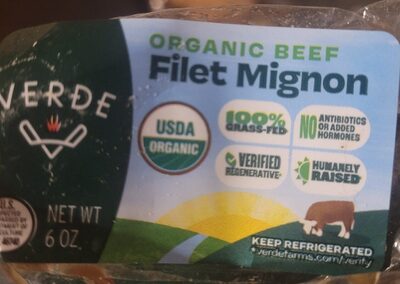 ORGANIC BEEF
Filet Mignon
VERDE
USDA
ORGANIC
100%
GRASS-FED
NO ANTIBIOTICS
OR ADDED
HORMONES
VERIFIED
REGENERATIVE*
HUMANELY
RAISED
U.S.
NET WT
6 OZ.
KEEP REFRIGERATED
*verdefarms.com/verify